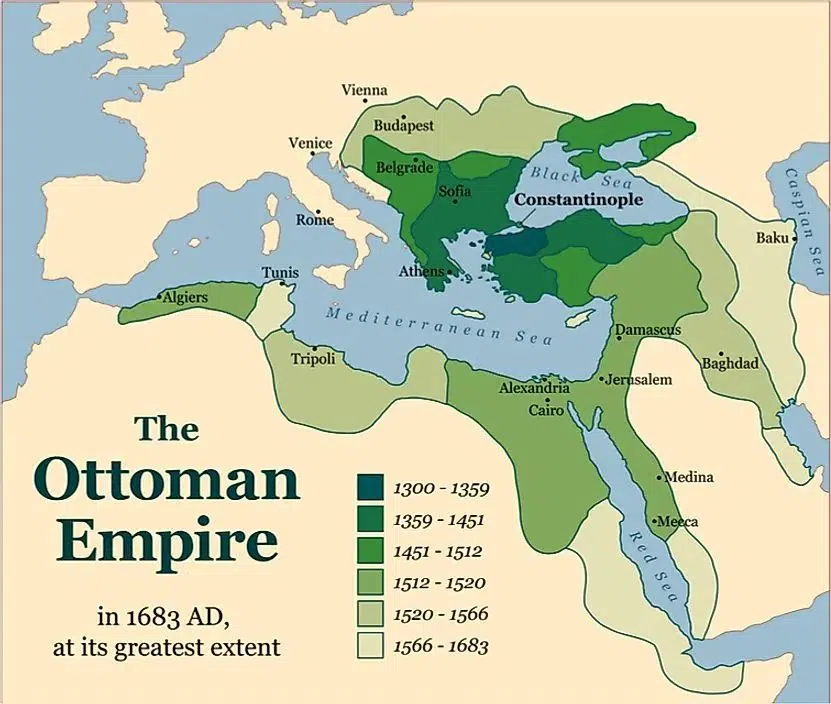 Vienna
Budapest
Venice
Belgrade
Black Sea
Sofia
Constantinople
Caspian Sea
Rome
Baku
Athens
Tunis
Algiers
Mediterranean Sea
Damascus
Tripoli
Baghdad
Alexandria
Jerusalem
Cairo
The
Ottoman
Empire
in 1683 AD,
at its greatest extent
1300 - 1359
1359 - 1451
1451 - 1512
1512 - 1520
1520 - 1566
1566 - 1683
Medina
Mecca
Red Sea